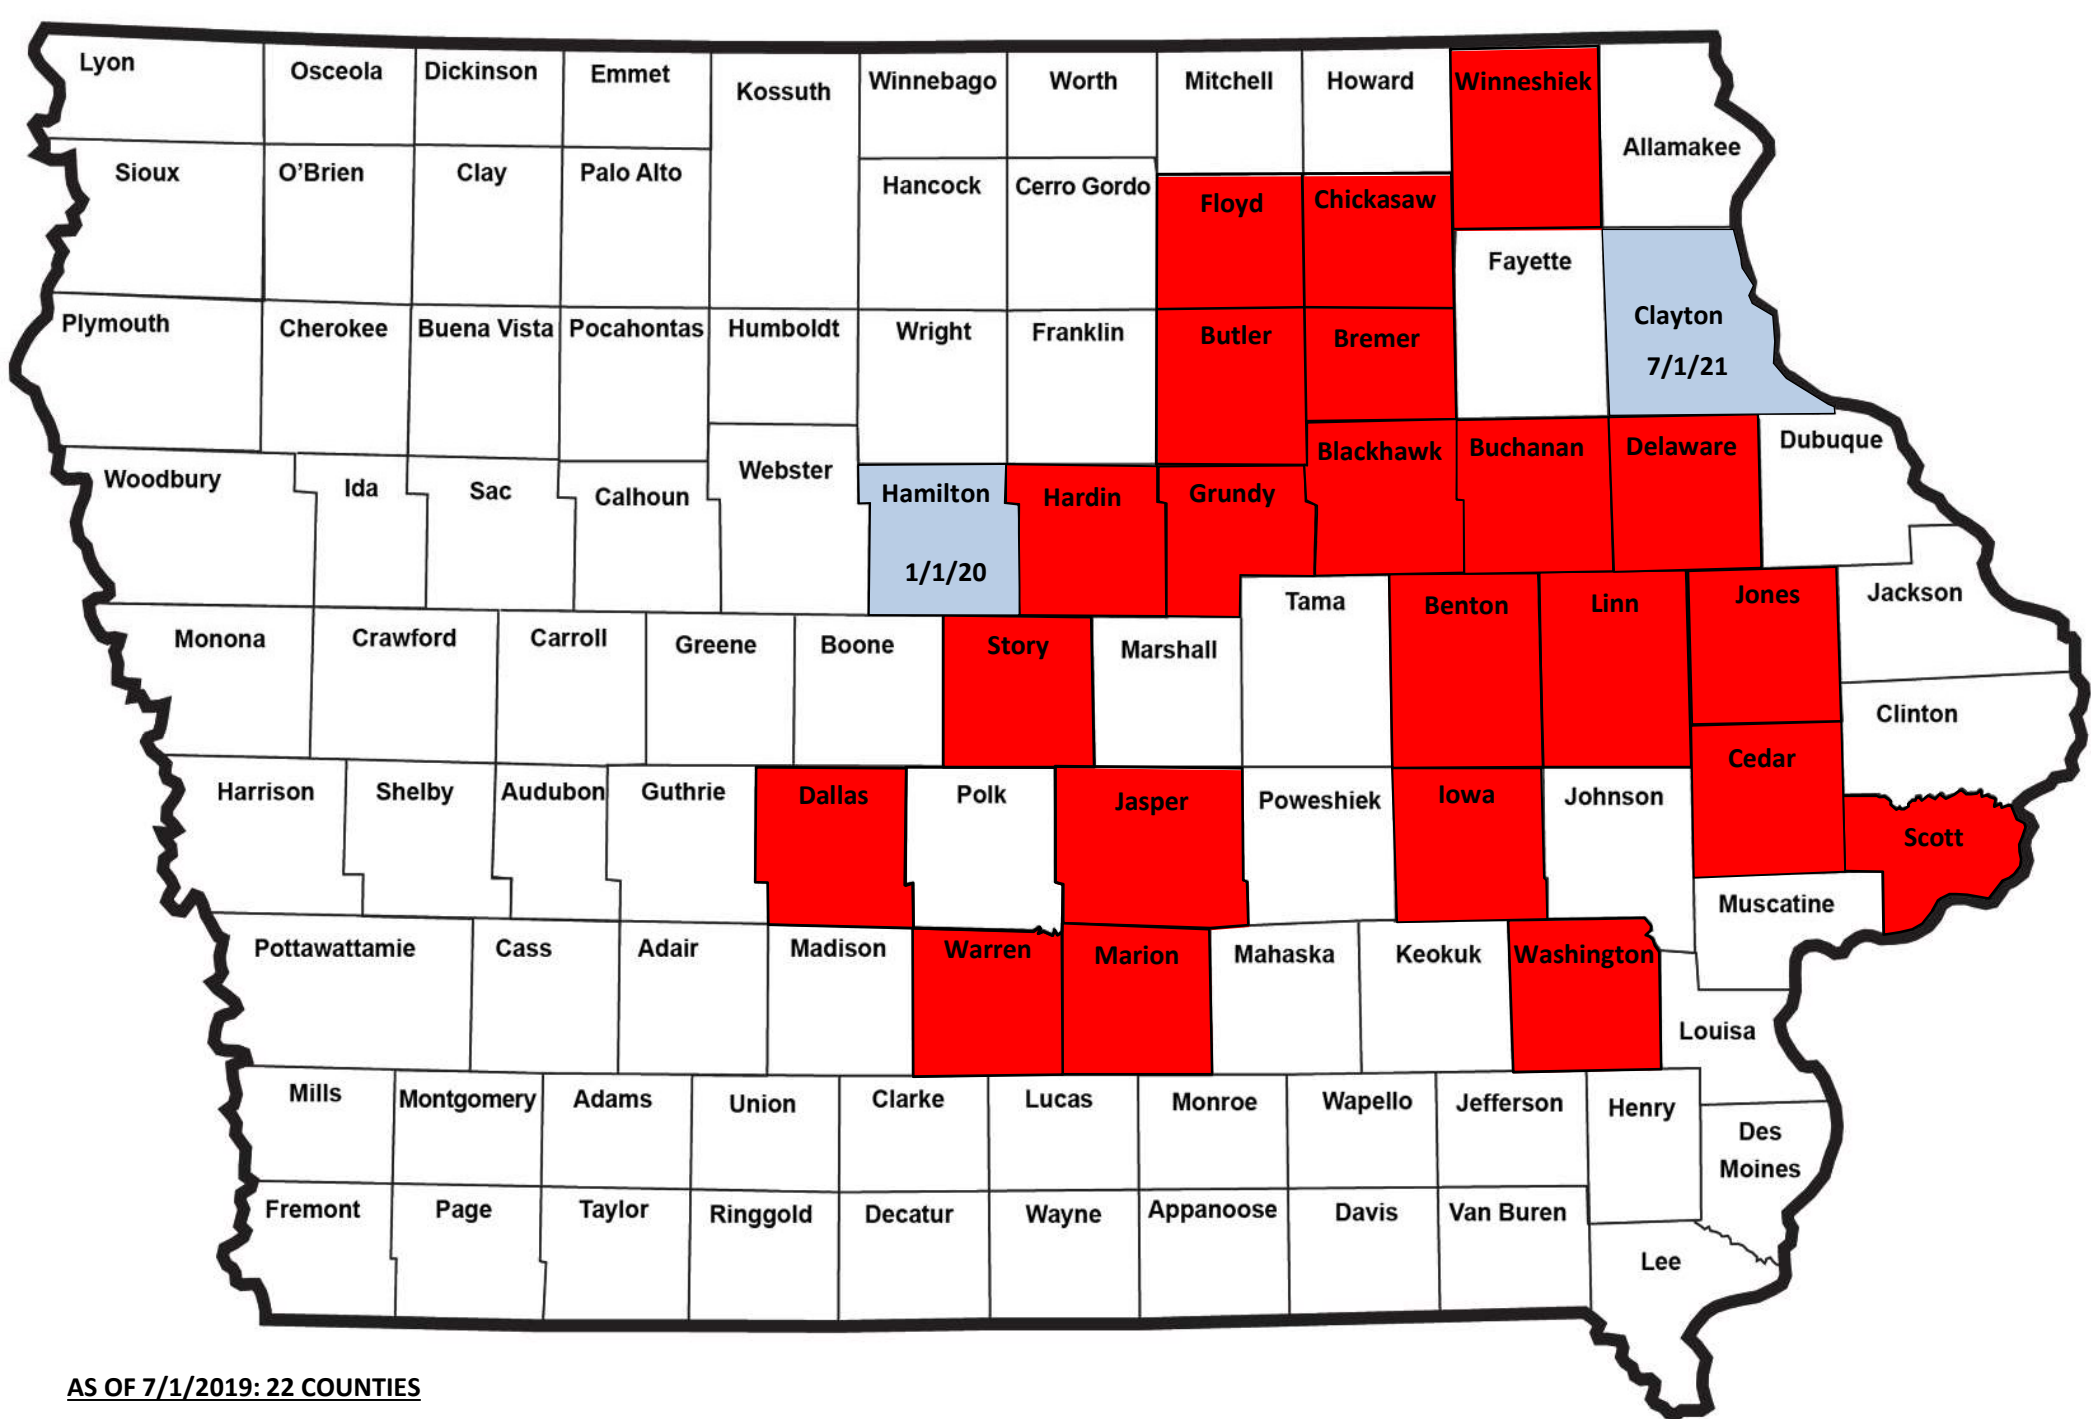 Lyon
Osceola
Dickinson
Emmet
Kossuth
Winnebago
Worth
Mitchell
Howard
Winneshiek
Allamakee
Sioux
O’Brien
Clay
Palo Alto
Hancock
Cerro Gordo
Floyd
Chickasaw
Fayette
Clayton
7/1/21
Plymouth
Cherokee
Buena Vista
Pocahontas
Humboldt
Wright
Franklin
Butler
Bremer
Woodbury
Ida
Sac
Calhoun
Webster
Hamilton
1/1/20
Hardin
Grundy
Blackhawk
Buchanan
Delaware
Dubuque
Monona
Crawford
Carroll
Greene
Boone
Story
Marshall
Tama
Benton
Linn
Jones
Jackson
Clinton
Cedar
Harrison
Shelby
Audubon
Guthrie
Dallas
Polk
Jasper
Poweshiek
Iowa
Johnson
Scott
Muscatine
Pottawattamie
Cass
Adair
Madison
Warren
Marion
Mahaska
Keokuk
Washington
Louisa
Mills
Montgomery
Adams
Union
Clarke
Lucas
Monroe
Wapello
Jefferson
Henry
Des
Moines
Fremont
Page
Taylor
Ringgold
Decatur
Wayne
Appanoose
Davis
Van Buren
Lee
AS OF 7/1/2019: 22 COUNTIES